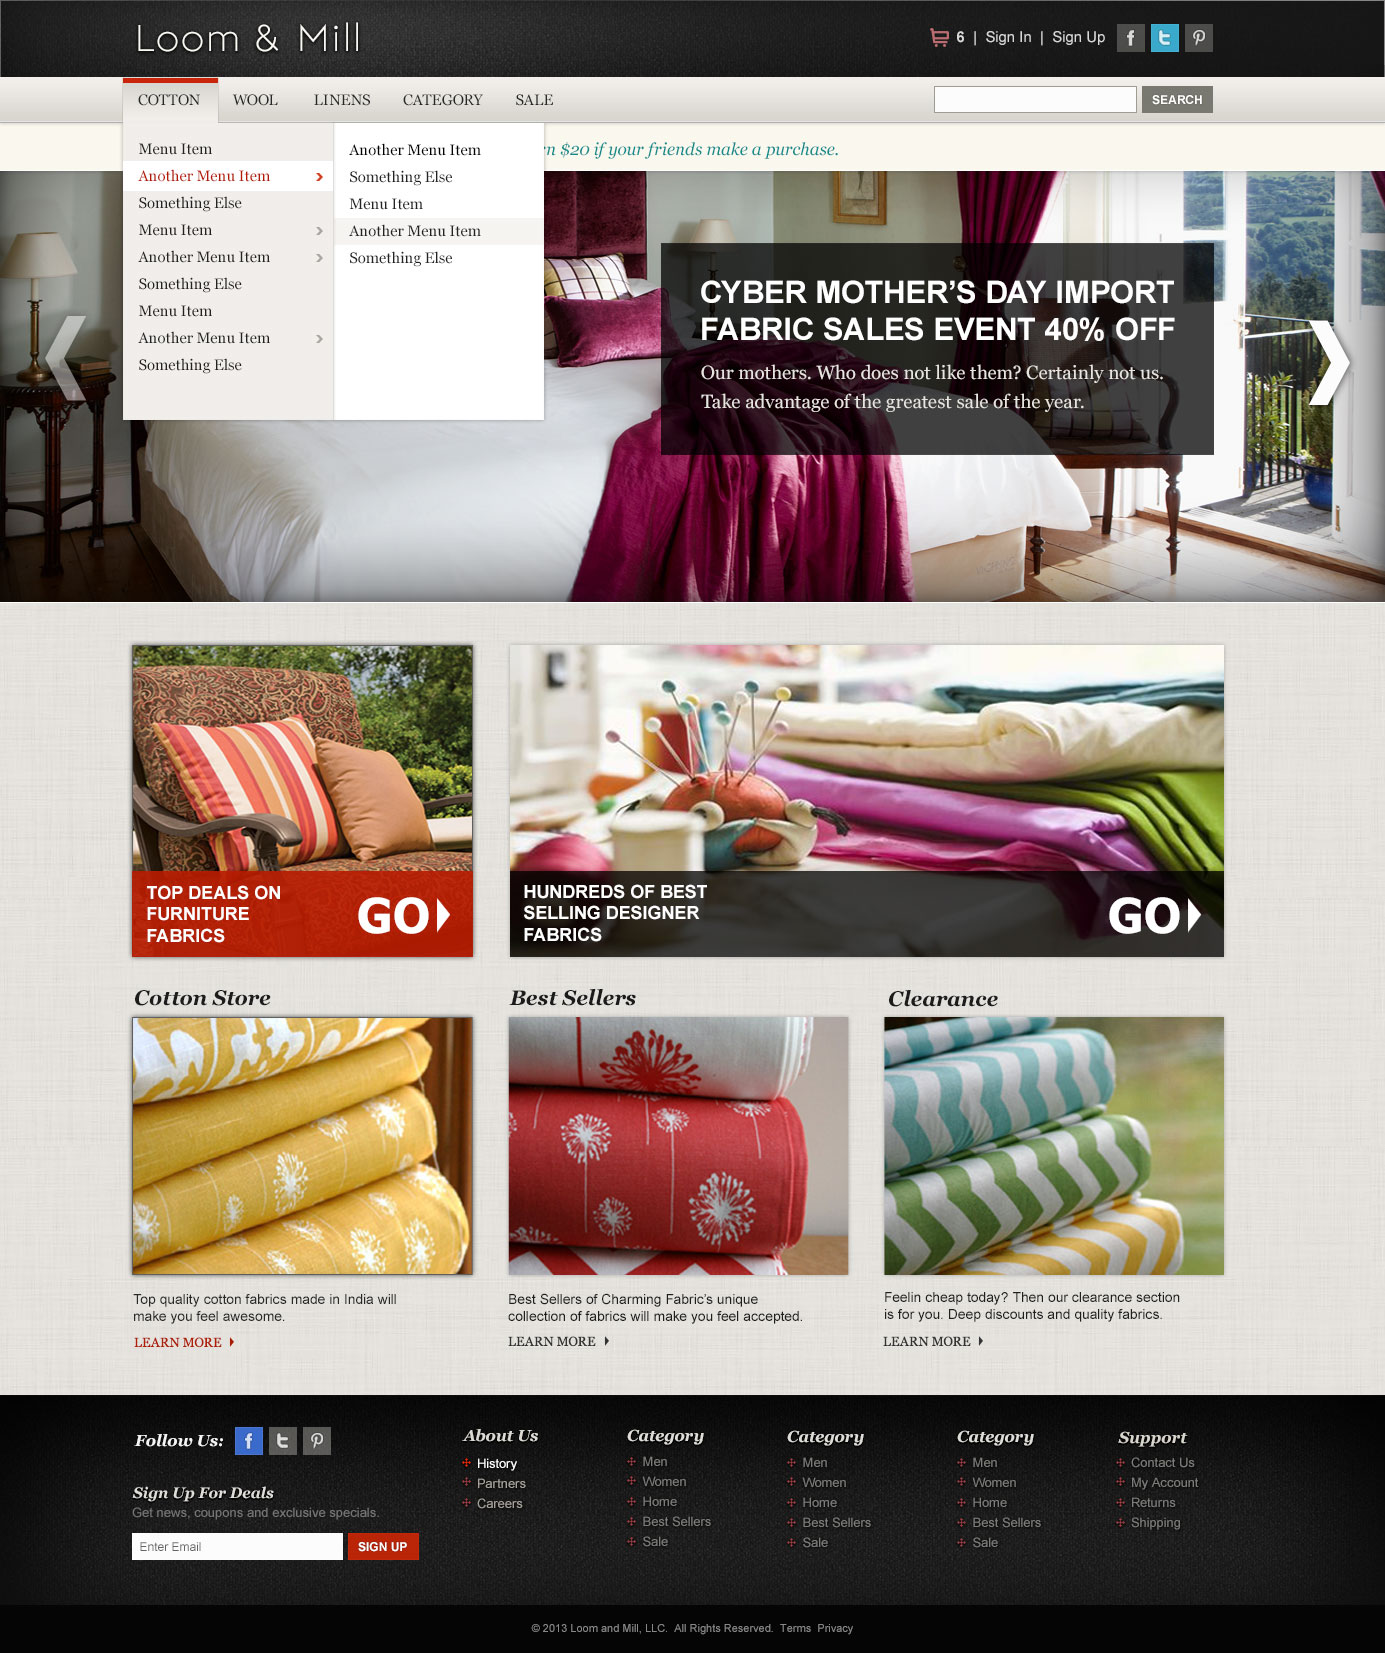 Loom & Mill
6 | Sign In | Sign Up
COTTON WOOL LINENS CATEGORY SALE
SEARCH
$20 if your friends make a purchase.
Menu Item
Another Menu Item
Something Else
Menu Item
Another Menu Item
Something Else
Menu Item
Another Menu Item
Something Else
Another Menu Item
Something Else
Menu Item
Another Menu Item
Something Else
CYBER MOTHER'S DAY IMPORT
FABRIC SALES EVENT 40% OFF
Our mothers. Who does not like them? Certainly not us.
Take advantage of the greatest sale of the year.
TOP DEALS ON
FURNITURE
FABRICS
GO
HUNDREDS OF BEST
SELLING DESIGNER
FABRICS
GO
Cotton Store
Top quality cotton fabrics made in India will
make you feel awesome.
LEARN MORE
Best Sellers
Best Sellers of Charming Fabric's unique
collection of fabrics will make you feel accepted.
LEARN MORE
Clearance
Feelin cheap today? Then our clearance section
is for you. Deep discounts and quality fabrics.
LEARN MORE
Follow Us:
Sign Up For Deals
Get news, coupons and exclusive specials.
Enter Email
SIGN UP
About Us
History
Partners
Careers
Category
Men
Women
Home
Best Sellers
Sale
Category
Men
Women
Home
Best Sellers
Sale
Category
Men
Women
Home
Best Sellers
Sale
Support
Contact Us
My Account
Returns
Shipping
© 2013 Loom and Mill, LLC. All Rights Reserved. Terms Privacy